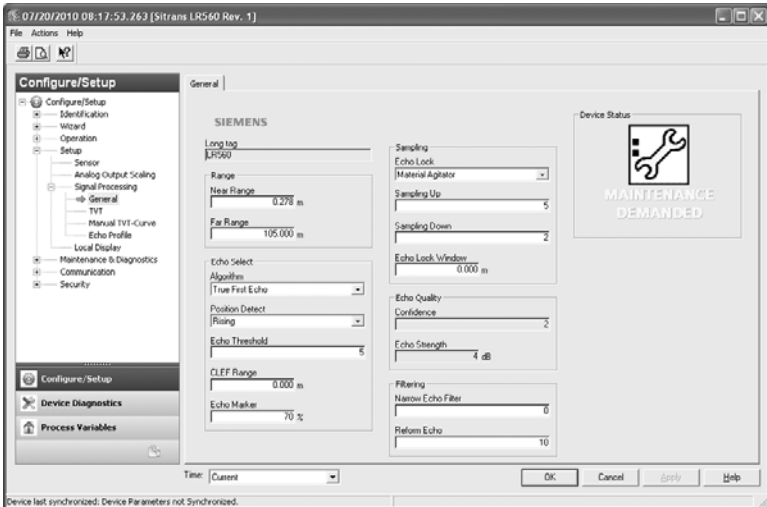 07/20/2010 08:17:53.263 [Sitrans LR560 Rev. 1]
File Actions Help
Configure/Setup
Configure/Setup
Identification
Wizard
Operation
Setup
Sensor
Analog Output Scaling
Signal Processing
General
TVT
Manual TVT-Curve
Echo Profile
Local Display
Maintenance & Diagnostics
Communication
Security
Configure/Setup
Device Diagnostics
Process Variables
General
SIEMENS
Long tag
LR560
Range
Near Range
0.278 m
Far Range
105.000 m
Echo Select
Algorithm
True First Echo
Position Detect
Rising
Echo Threshold
5
CLEF Range
0.000 m
Echo Marker
70 %
Sampling
Echo Lock
Material Agitator
Sampling Up
5
Sampling Down
2
Echo Lock Window
0.000 m
Echo Quality
Confidence
2
Echo Strength
4 dB
Filtering
Narrow Echo Filter
0
Reform Echo
10
Device Status
MAINTENANCE
DEMANDED
Time: Current
OK Cancel Apply Help
Device last synchronized: Device Parameters not Synchronized.